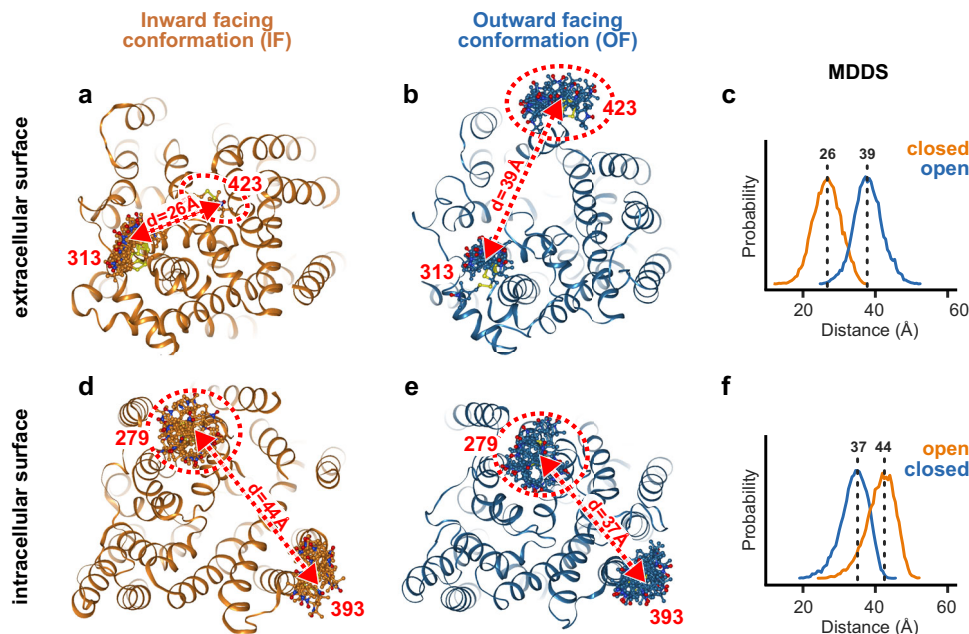 Inward facing
conformation (IF)
Outward facing
conformation (OF)
MDDS
extracellular surface
a
423
d=26Å
313
b
423
d=39Å
313
c
26 39
closed
open
Probability
20 40 60
Distance (Å)
intracellular surface
d
279
d=44Å
393
e
279
d=37Å
393
f
37 44
open
closed
Probability
20 40 60
Distance (Å)